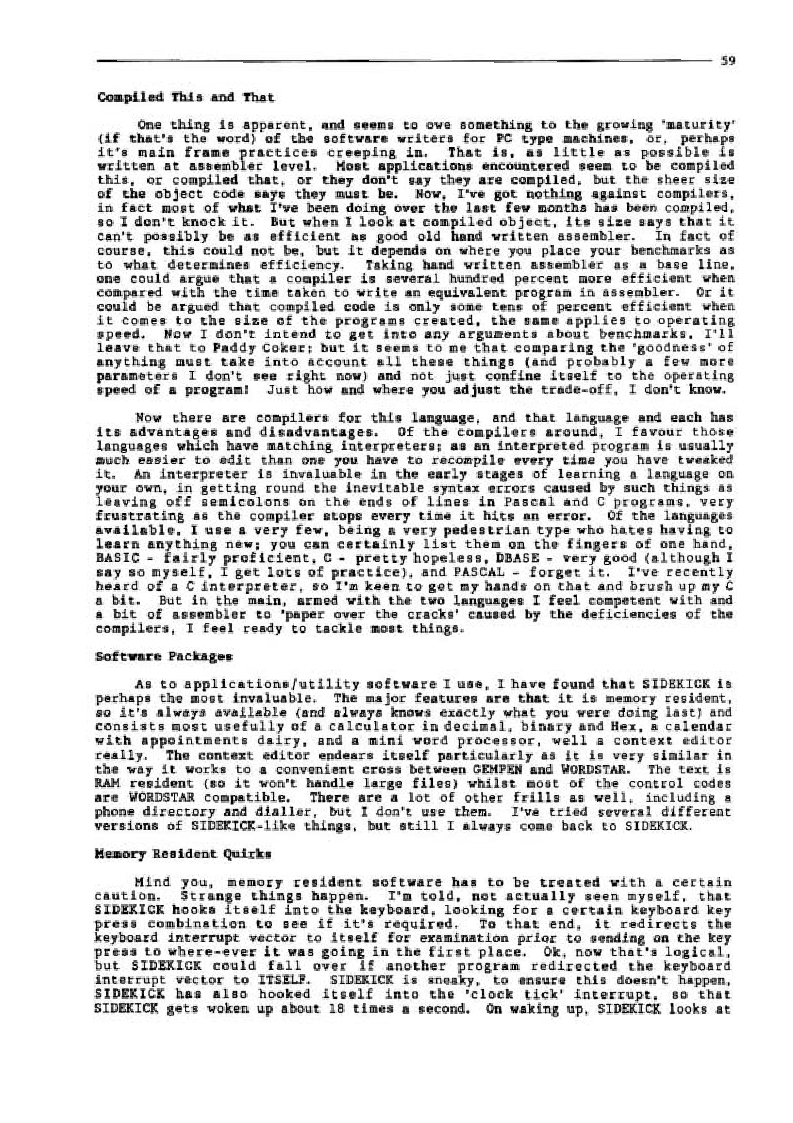 59
Compiled This and That
One thing is apparent, and seems to owe something to the growing 'maturity'
(if that's the word) of the software writers for PC type machines, or, perhaps
it's main frame practices creeping in. That is, as little as possible is
written at assembler level. Most applications encountered seem to be compiled
this, or compiled that, or they don't say they are compiled, but the sheer size
of the object code says they must be. Now, I've got nothing against compilers,
in fact most of what I've been doing over the last few months has been compiled,
so I don't knock it. But when I look at compiled object, its size says that it
can't possibly be as efficient as good old hand written assembler. In fact of
course, this could not be, but it depends on where you place your benchmarks as
to what determines efficiency. Taking hand written assembler as a base line,
one could argue that a compiler is several hundred percent more efficient when
compared with the time taken to write an equivalent program in assembler. Or it
could be argued that compiled code is only some tens of percent efficient when
it comes to the size of the programs created, the same applies to operating
speed. Now I don't intend to get into any arguments about benchmarks, I'll
leave that to Paddy Coker; but it seems to me that comparing the 'goodness' of
anything must take into account all these things (and probably a few more
parameters I don't see right now) and not just confine itself to the operating
speed of a program! Just how and where you adjust the trade-off, I don't know.
Now there are compilers for this language, and that language and each has
its advantages and disadvantages. Of the compilers around, I favour those
languages which have matching interpreters; as an interpreted program is usually
much easier to edit than one you have to recompile every time you have tweaked
it. An interpreter is invaluable in the early stages of learning a language on
your own, in getting round the inevitable syntax errors caused by such things as
leaving off semicolons on the ends of lines in Pascal and C programs, very
frustrating as the compiler stops every time it hits an error. Of the languages
available, I use a very few, being a very pedestrian type who hates having to
learn anything new; you can certainly list them on the fingers of one hand,
BASIC - fairly proficient, C - pretty hopeless, DBASE - very good (although I
say so myself, I get lots of practice), and PASCAL - forget it. I've recently
heard of a C interpreter, so I'm keen to get my hands on that and brush up my C
a bit. But in the main, armed with the two languages I feel competent with and
a bit of assembler to 'paper over the cracks' caused by the deficiencies of the
compilers, I feel ready to tackle most things.
Software Packages
As to applications/utility software I use, I have found that SIDEKICK is
perhaps the most invaluable. The major features are that it is memory resident,
so it's always available (and always knows exactly what you were doing last) and
consists most usefully of a calculator in decimal, binary and Hex, a calendar
with appointments dairy, and a mini word processor, well a context editor
really. The context editor endears itself particularly as it is very similar in
the way it works to a convenient cross between GEMPEN and WORDSTAR. The text is
RAM resident (so it won't handle large files) whilst most of the control codes
are WORDSTAR compatible. There are a lot of other frills as well, including a
phone directory and dialler, but I don't use them. I've tried several different
versions of SIDEKICK-like things, but still I always come back to SIDEKICK.
Memory Resident Quirks
Mind you, memory resident software has to be treated with a certain
caution. Strange things happen. I'm told, not actually seen myself, that
SIDEKICK hooks itself into the keyboard, looking for a certain keyboard key
press combination to see if it's required. To that end, it redirects the
keyboard interrupt vector to itself for examination prior to sending on the key
press to where-ever it was going in the first place. Ok, now that's logical,
but SIDEKICK could fall over if another program redirected the keyboard
interrupt vector to ITSELF. SIDEKICK is sneaky, to ensure this doesn't happen,
SIDEKICK has also hooked itself into the 'clock tick' interrupt, so that
SIDEKICK gets woken up about 18 times a second. On waking up, SIDEKICK looks at